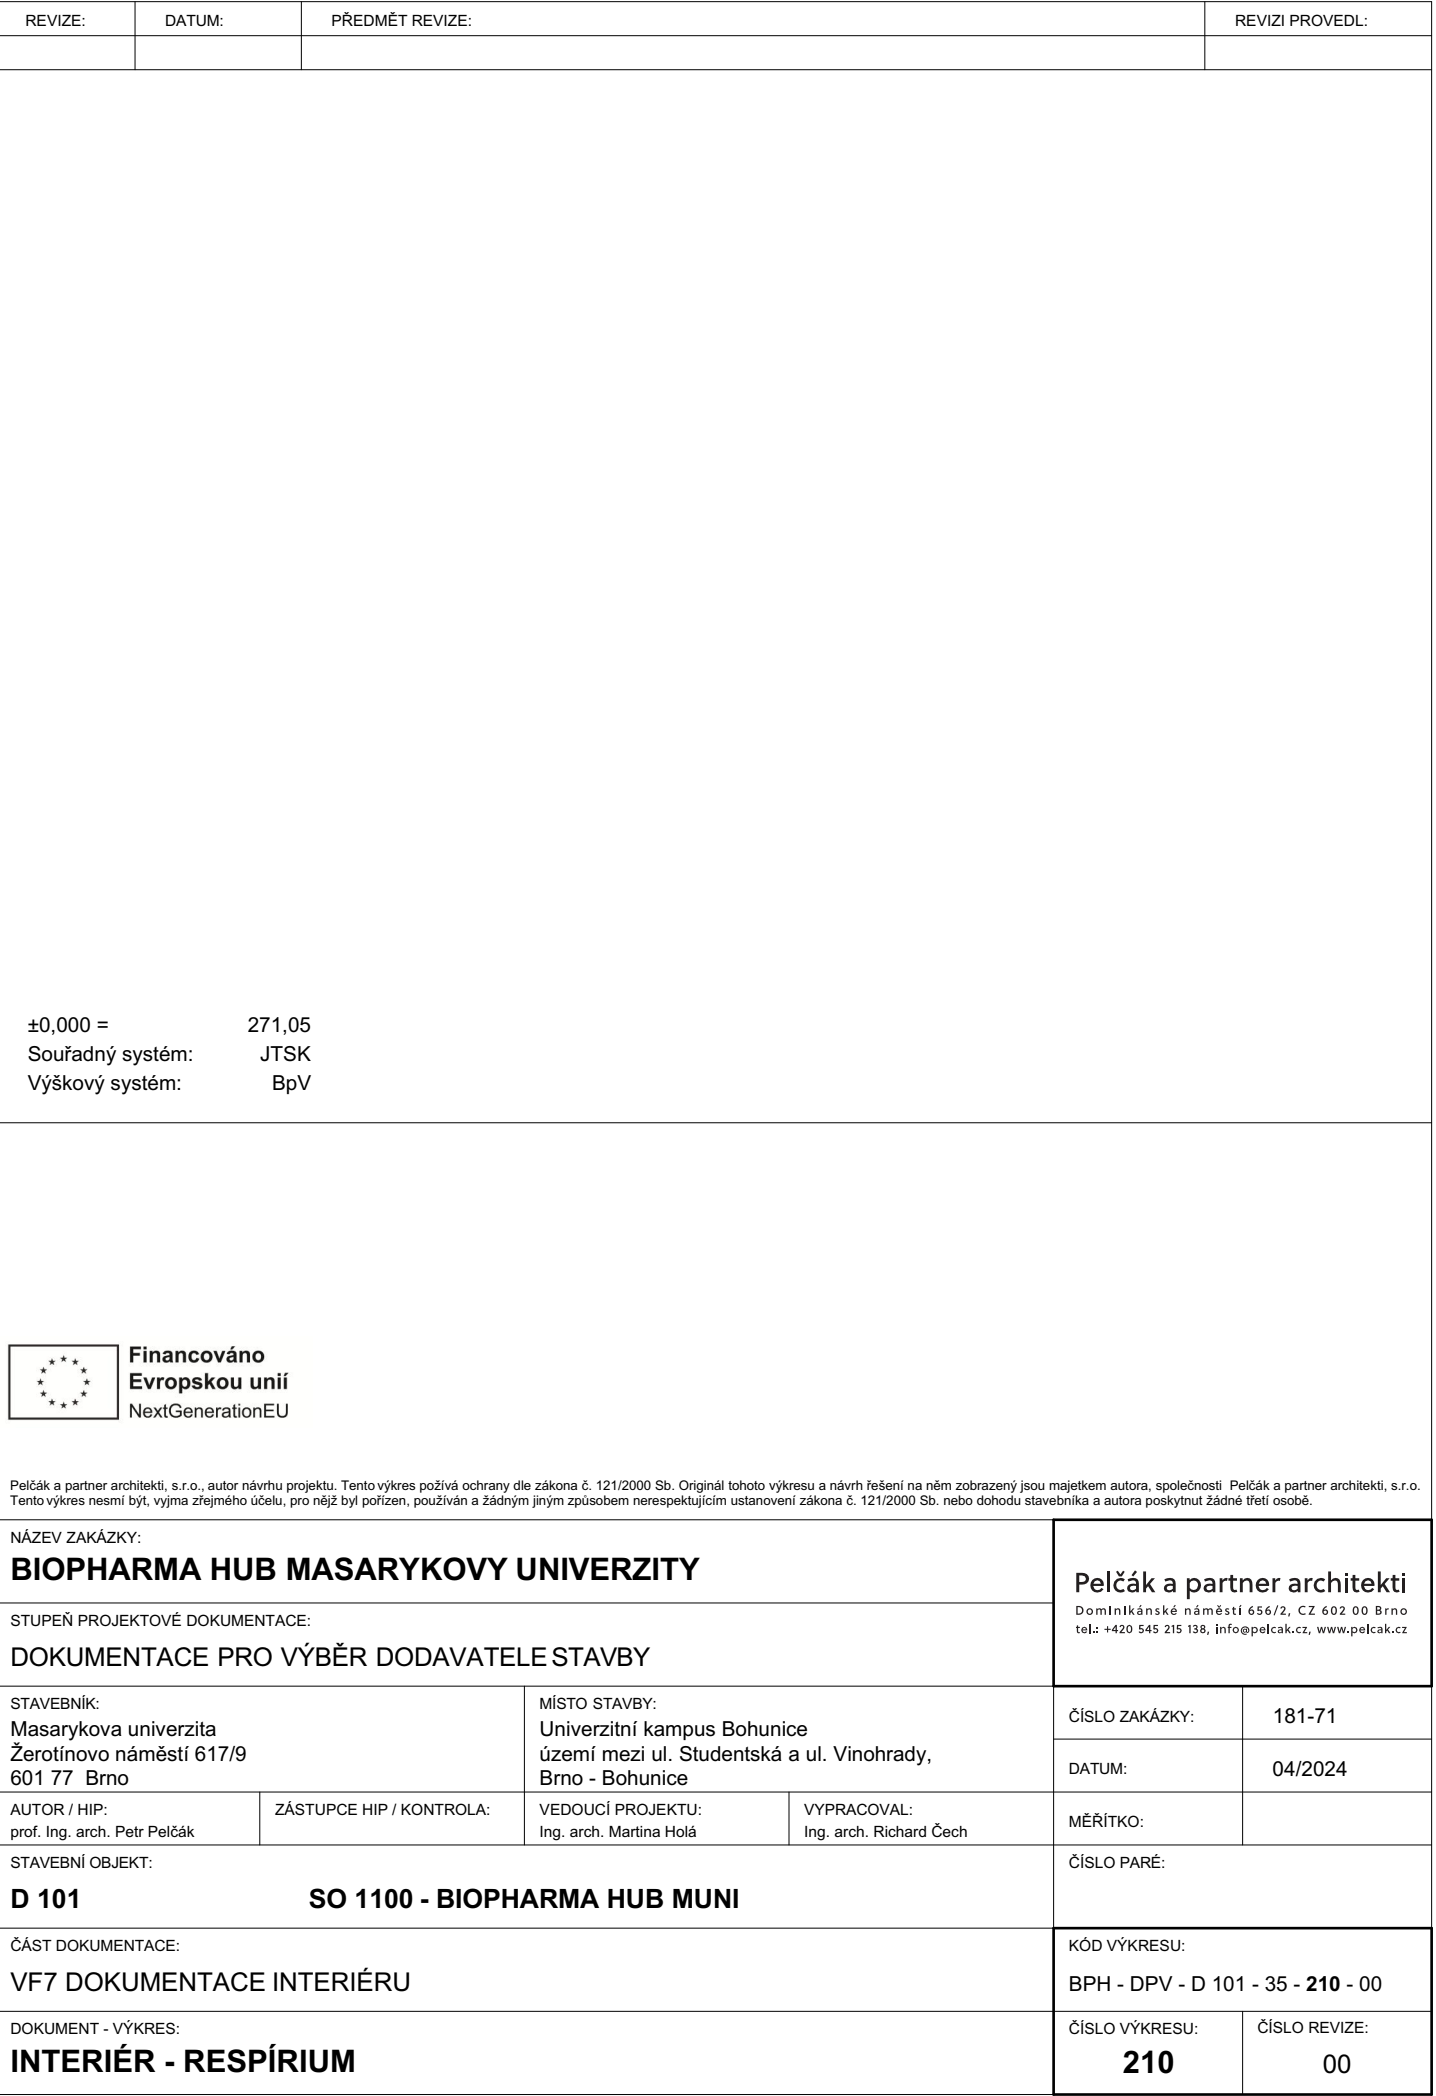 REVIZE: DATUM: PŘEDMĚT REVIZE: REVIZI PROVEDL:
±0,000 = 271,05
Souřadný systém: JTSK
Výškový systém: BpV
Financováno
Evropskou unií
NextGenerationEU
Pelčák a partner architekti, s.r.o., autor návrhu projektu. Tento výkres požívá ochrany dle zákona č. 121/2000 Sb. Originál tohoto výkresu a návrh řešení na něm zobrazený jsou majetkem autora, společnosti Pelčák a partner architekti, s.r.o.
Tento výkres nesmí být, vyjma zřejmého účelu, pro nějž byl pořízen, používán a žádným jiným způsobem nerespektujícím ustanovení zákona č. 121/2000 Sb. nebo dohodu stavebníka a autora poskytnut žádné třetí osobě.
NÁZEV ZAKÁZKY:
BIOPHARMA HUB MASARYKOVY UNIVERZITY
Pelčák a partner architekti
Dominikánské náměstí 656/2, CZ 602 00 Brno
tel.: +420 545 215 138, info@pelcak.cz, www.pelcak.cz
STUPEŇ PROJEKTOVÉ DOKUMENTACE:
DOKUMENTACE PRO VÝBĚR DODAVATELE STAVBY
STAVEBNÍK:
Masarykova univerzita
Žerotínovo náměstí 617/9
601 77 Brno
MÍSTO STAVBY:
Univerzitní kampus Bohunice
území mezi ul. Studentská a ul. Vinohrady,
Brno - Bohunice
ČÍSLO ZAKÁZKY: 181-71
DATUM: 04/2024
AUTOR / HIP:
prof. Ing. arch. Petr Pelčák
ZÁSTUPCE HIP / KONTROLA:
VEDOUCÍ PROJEKTU:
Ing. arch. Martina Holá
VYPRACOVAL:
Ing. arch. Richard Čech
MĚŘÍTKO:
STAVEBNÍ OBJEKT:
D 101 SO 1100 - BIOPHARMA HUB MUNI
ČÍSLO PARÉ:
ČÁST DOKUMENTACE:
VF7 DOKUMENTACE INTERIÉRU
KÓD VÝKRESU:
BPH - DPV - D 101 - 35 - 210 - 00
DOKUMENT - VÝKRES:
INTERIÉR - RESPÍRIUM
ČÍSLO VÝKRESU:
210
ČÍSLO REVIZE:
00